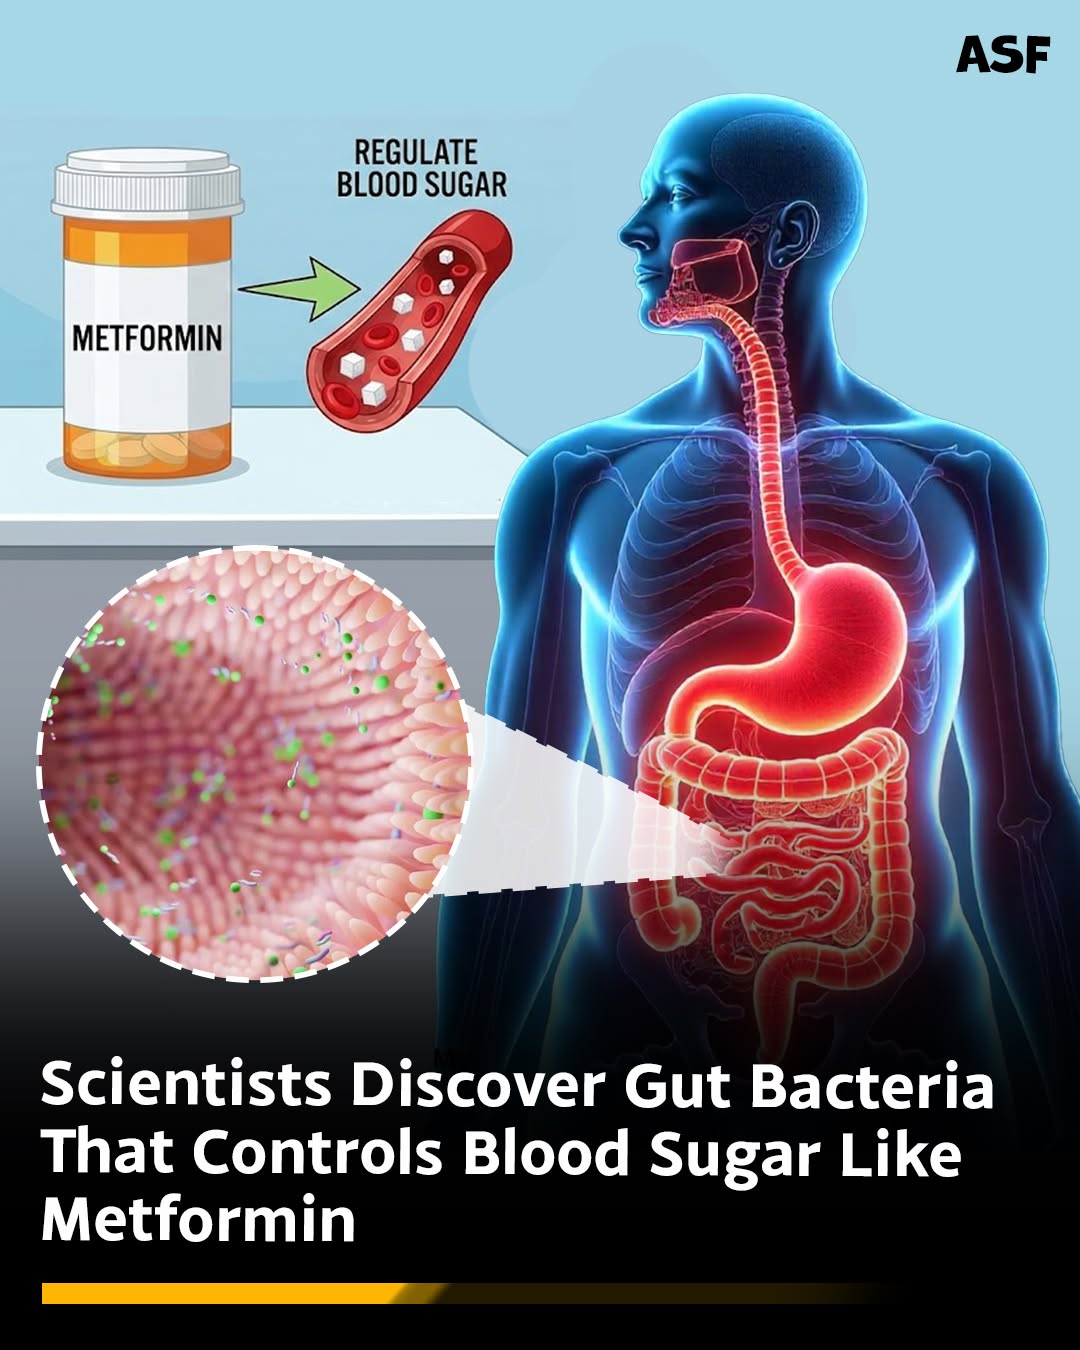 ASF
REGULATE
BLOOD SUGAR
METFORMIN
Scientists Discover Gut Bacteria
That Controls Blood Sugar Like
Metformin